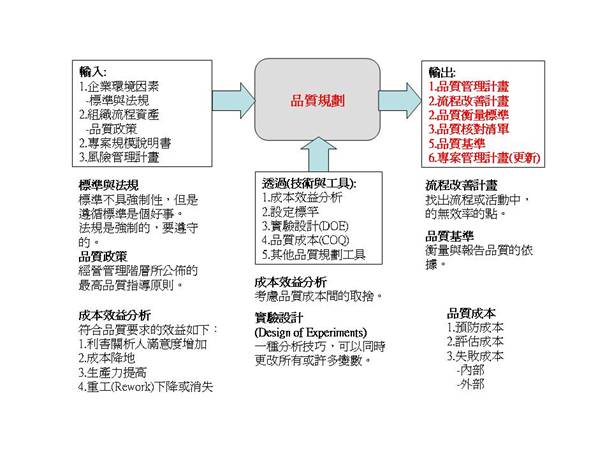 輸入:
1.企業環境因素
-標準與法規
2.組織流程資產
-品質政策
2.專案規模說明書
3.風險管理計畫
品質規劃
輸出:
1.品質管理計畫
2.流程改善計畫
2.品質衡量標準
3.品質核對清單
5.品質基準
6.專案管理計畫(更新)
透過(技術與工具):
1.成本效益分析
2.設定標竿
3.實驗設計(DOE)
4.品質成本(COQ)
5.其他品質規劃工具
標準與法規
標準不具強制性，但是
遵循標準是個好事。
法規是強制的，要遵守
的。
品質政策
經營管理階層所公佈的
最高品質指導原則。
成本效益分析
符合品質要求的效益如下：
1.利害關析人滿意度增加
2.成本降地
3.生產力提高
4.重工(Rework)下降或消失
成本效益分析
考慮品質成本間的取捨。
實驗設計
(Design of Experiments)
一種分析技巧，可以同時
更改所有或許多變數。
流程改善計畫
找出流程或活動中，
的無效率的點。
品質基準
衡量與報告品質的依
據。
品質成本
1.預防成本
2.評估成本
3.失敗成本
-內部
-外部